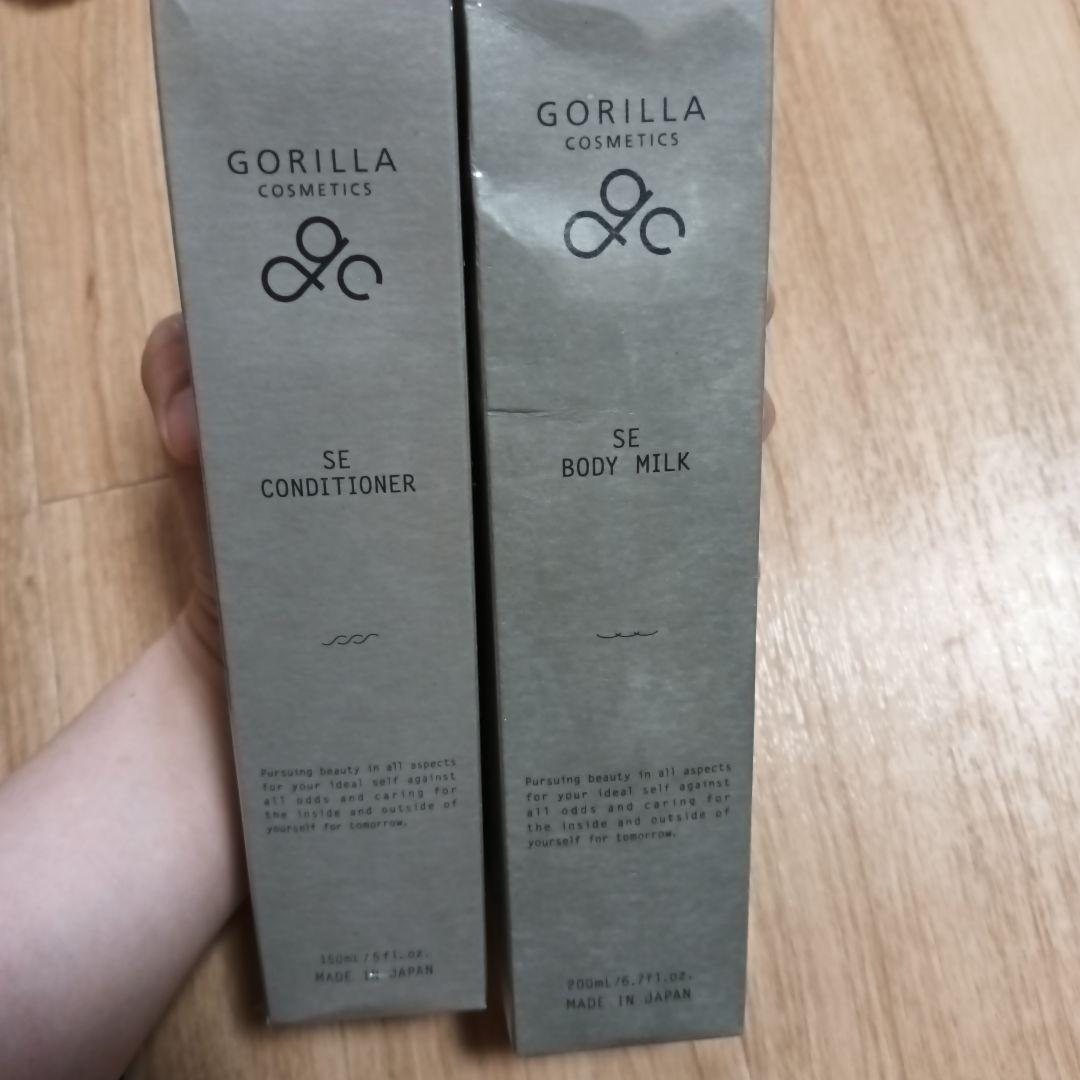 GORILLA
COSMETICS
SE
CONDITIONER
Pursuing beauty in all aspects
for your ideal self against
all odds and caring for
the inside and outside of
yourself for tomorrow.
150mL/5fl.oz.
MADE IN JAPAN
GORILLA
COSMETICS
SE
BODY MILK
Pursuing beauty in all aspects
for your ideal self against
all odds and caring for
the inside and outside of
yourself for tomorrow.
200mL/6.7fl.oz.
MADE IN JAPAN